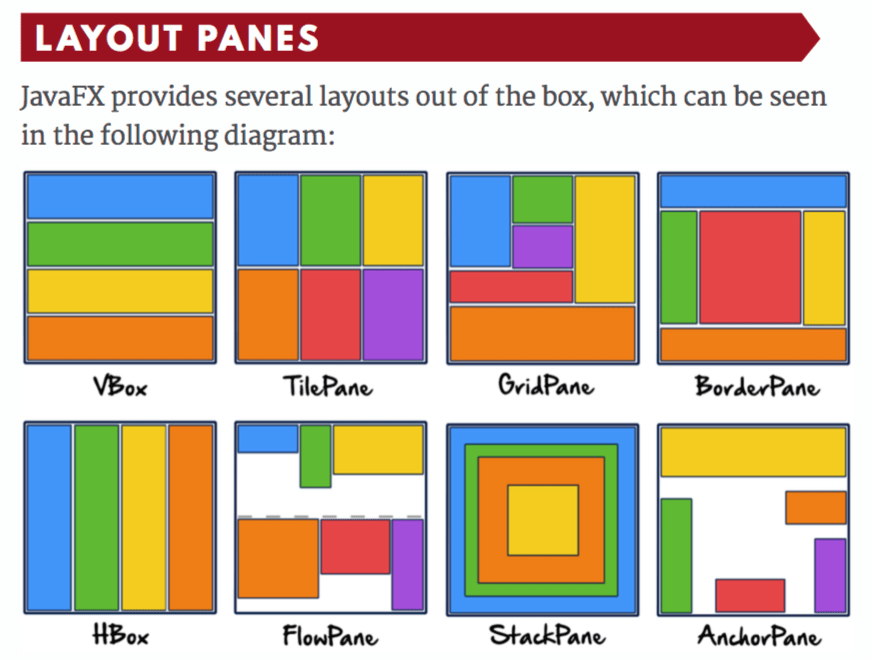 LAYOUT PANES
JavaFX provides several layouts out of the box, which can be seen
in the following diagram:
VBox
TilePane
GridPane
BorderPane
HBox
FlowPane
StackPane
AnchorPane